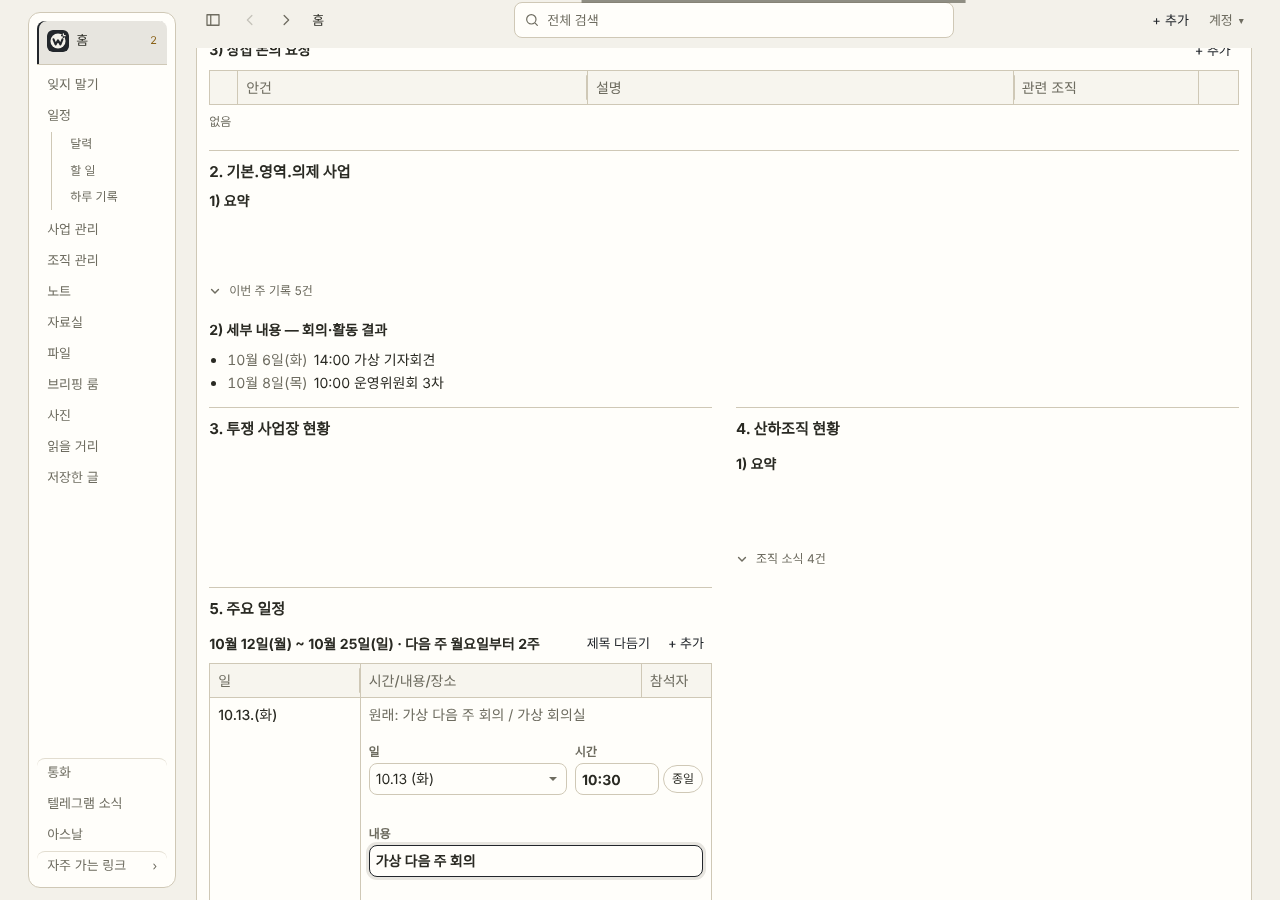 홈
2
잊지 말기
일정
달력
할 일
하루 기록
사업 관리
조직 관리
노트
자료실
파일
브리핑 룸
사진
읽을 거리
저장한 글
통화
텔레그램 소식
아스날
자주 가는 링크
홈
전체 검색
+ 추가
계정
+ 추가
안건
설명
관련 조직
없음
2. 기본.영역.의제 사업
1) 요약
이번 주 기록 5건
2) 세부 내용 — 회의·활동 결과
10월 6일(화) 14:00 가상 기자회견
10월 8일(목) 10:00 운영위원회 3차
3. 투쟁 사업장 현황
4. 산하조직 현황
1) 요약
조직 소식 4건
5. 주요 일정
10월 12일(월) ~ 10월 25일(일) · 다음 주 월요일부터 2주
제목 다듬기
+ 추가
일
시간/내용/장소
참석자
10.13.(화)
원래: 가상 다음 주 회의 / 가상 회의실
일
시간
10.13 (화)
10:30
종일
내용
가상 다음 주 회의